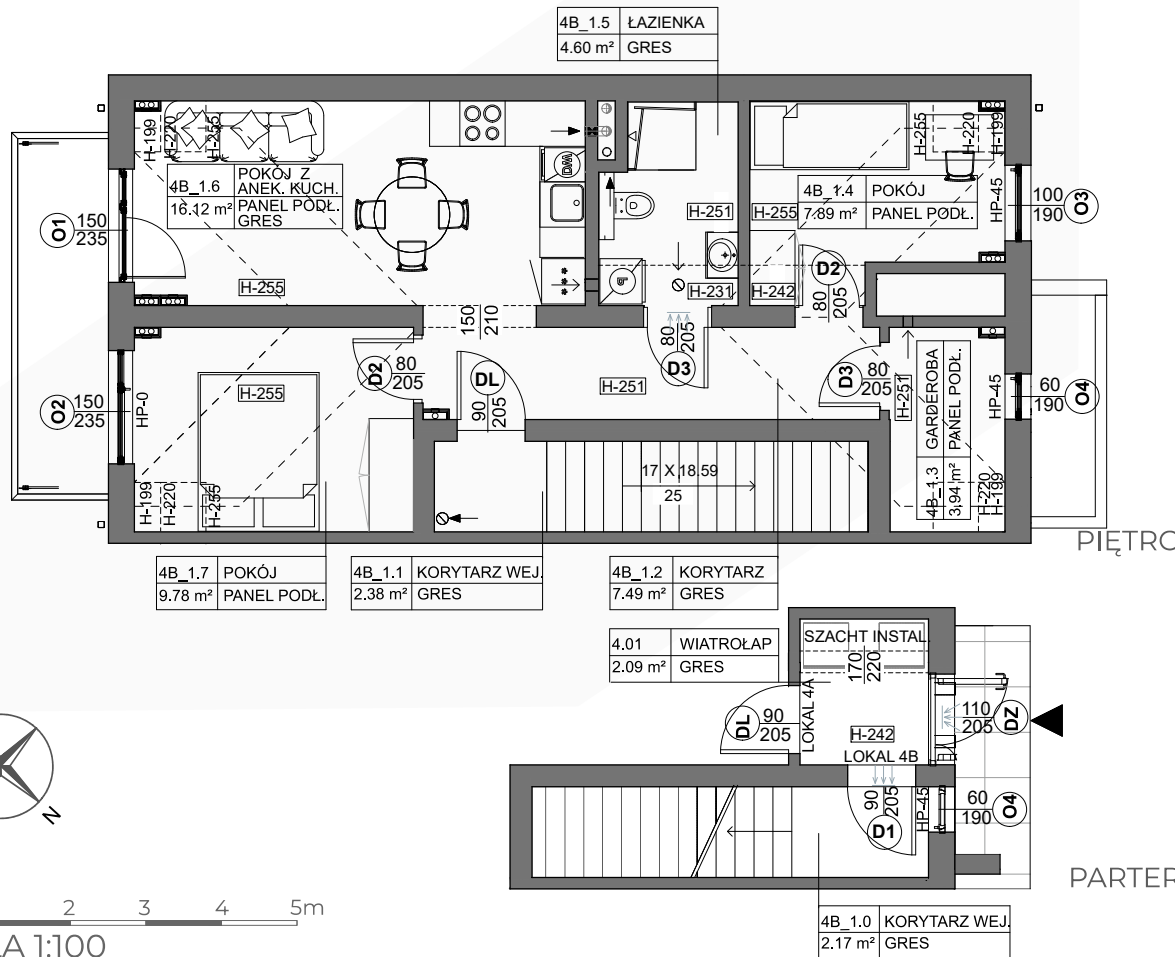 4B_1.5 ŁAZIENKA
4.60 m² GRES
H-199
H-220
H-255
4B_1.6 POKÓJ Z ANEK. KUCH.
16.12 m² PANEL PODŁ. GRES
DW
H-255
H-220
H-199
4B_1.4 POKÓJ
7.89 m² PANEL PODŁ.
HP-45
100
190
O3
O1
150
235
H-255
150
210
H-251
H-255
H-231
H-242
P
D2
80
205
80
205
D3
O2
150
235
HP-0
H-255
D2
80
205
DL
90
205
H-251
D3
80
205
H-251
4B_1.3 GARDEROBA
3,94 m² PANEL PODŁ.
HP-45
60
190
O4
H-199
H-220
H-255
17 X 18.59
25
H-220
H-199
PIĘTRO
4B_1.7 POKÓJ
9.78 m² PANEL PODŁ.
4B_1.1 KORYTARZ WEJ.
2.38 m² GRES
4B_1.2 KORYTARZ
7.49 m² GRES
4.01 WIATROŁAP
2.09 m² GRES
SZACHT INSTAL.
170
220
DL
90
205
LOKAL 4A
H-242
LOKAL 4B
110
205
DZ
90
205
D1
HP-45
60
190
O4
N
PARTER
2 3 4 5m
A 1:100
4B_1.0 KORYTARZ WEJ.
2.17 m² GRES